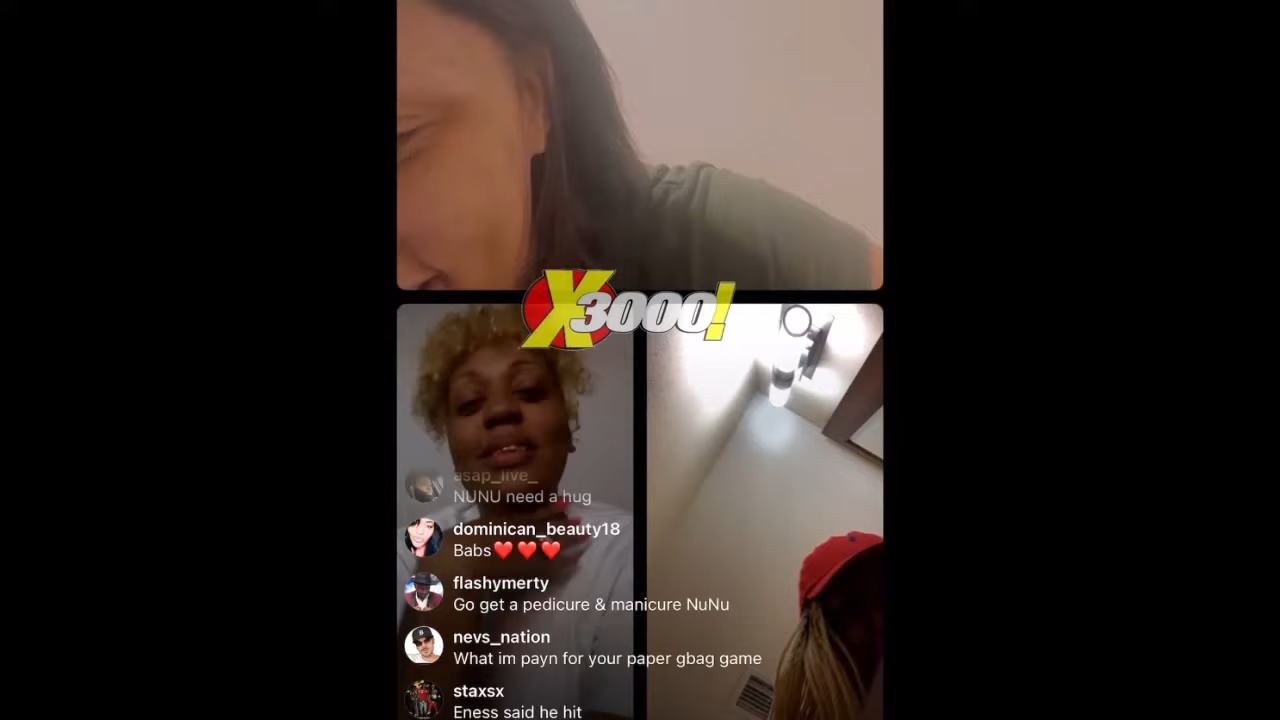 X3000!
asap_live_
NUNU need a hug
dominican_beauty18
Babs❤️❤️❤️
flashymerty
Go get a pedicure & manicure NuNu
nevs_nation
What im payn for your paper gbag game
staxsx
Eness said he hit